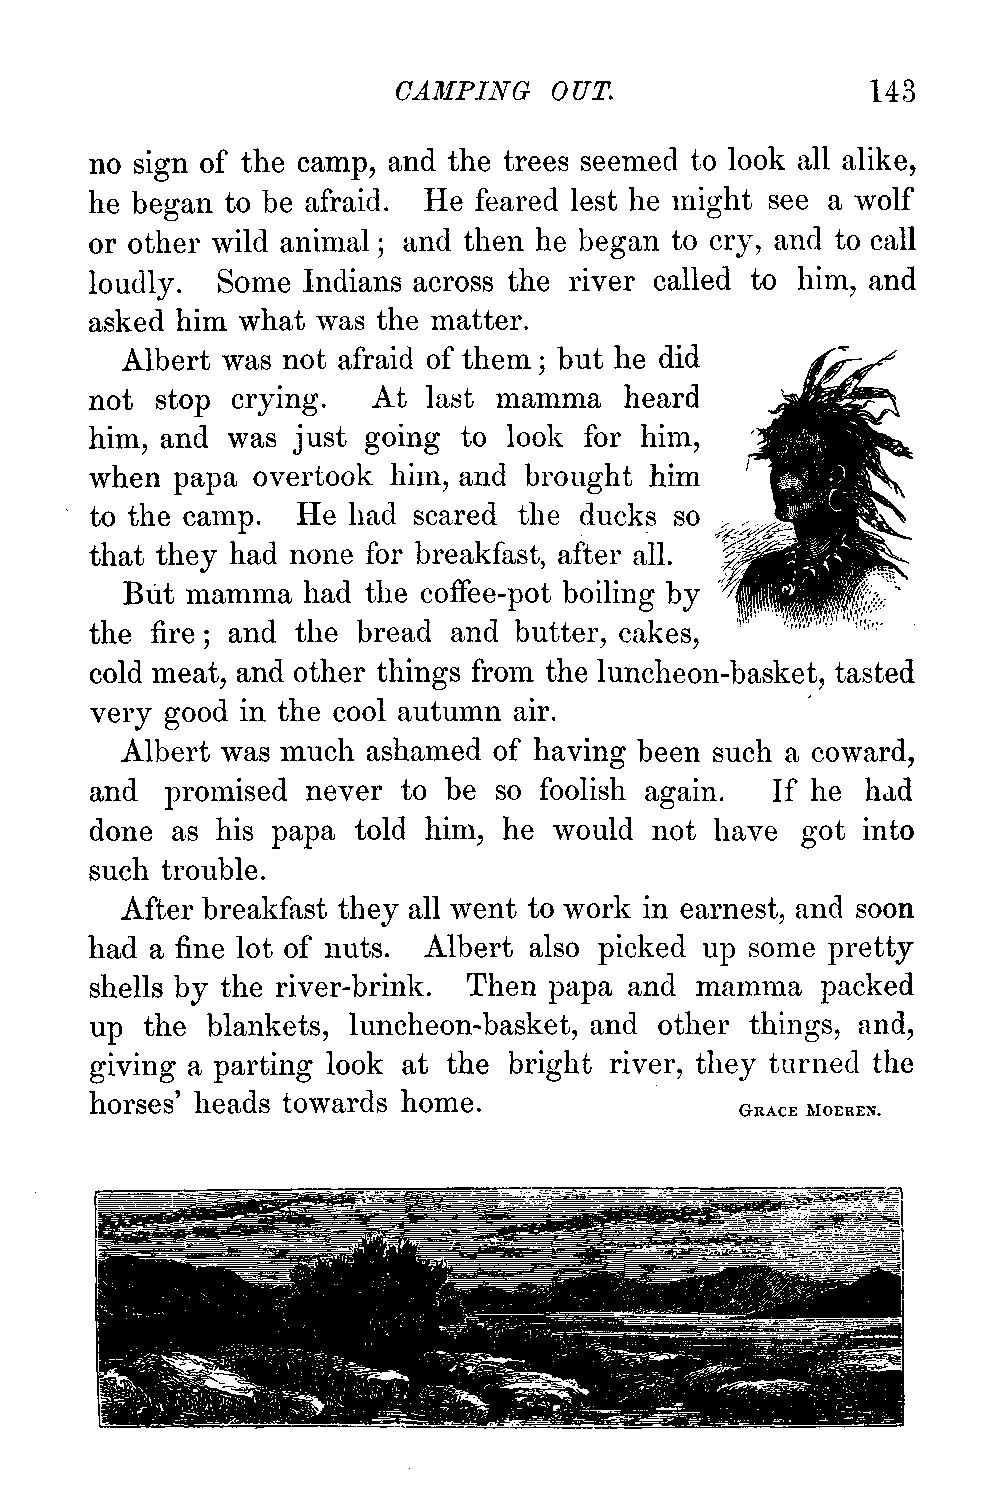 CAMPING OUT. 143
no sign of the camp, and the trees seemed to look all alike,
he began to be afraid. He feared lest he might see a wolf
or other wild animal; and then he began to cry, and to call
loudly. Some Indians across the river called to him, and
asked him what was the matter.
Albert was not afraid of them; but he did
not stop crying. At last mamma heard
him, and was just going to look for him,
when papa overtook him, and brought him
to the camp. He had scared the ducks so
that they had none for breakfast, after all.
But mamma had the coffee-pot boiling by
the fire; and the bread and butter, cakes,
cold meat, and other things from the luncheon-basket, tasted
very good in the cool autumn air.
Albert was much ashamed of having been such a coward,
and promised never to be so foolish again. If he had
done as his papa told him, he would not have got into
such trouble.
After breakfast they all went to work in earnest, and soon
had a fine lot of nuts. Albert also picked up some pretty
shells by the river-brink. Then papa and mamma packed
up the blankets, luncheon-basket, and other things, and,
giving a parting look at the bright river, they turned the
horses' heads towards home. GRACE MOEREN.